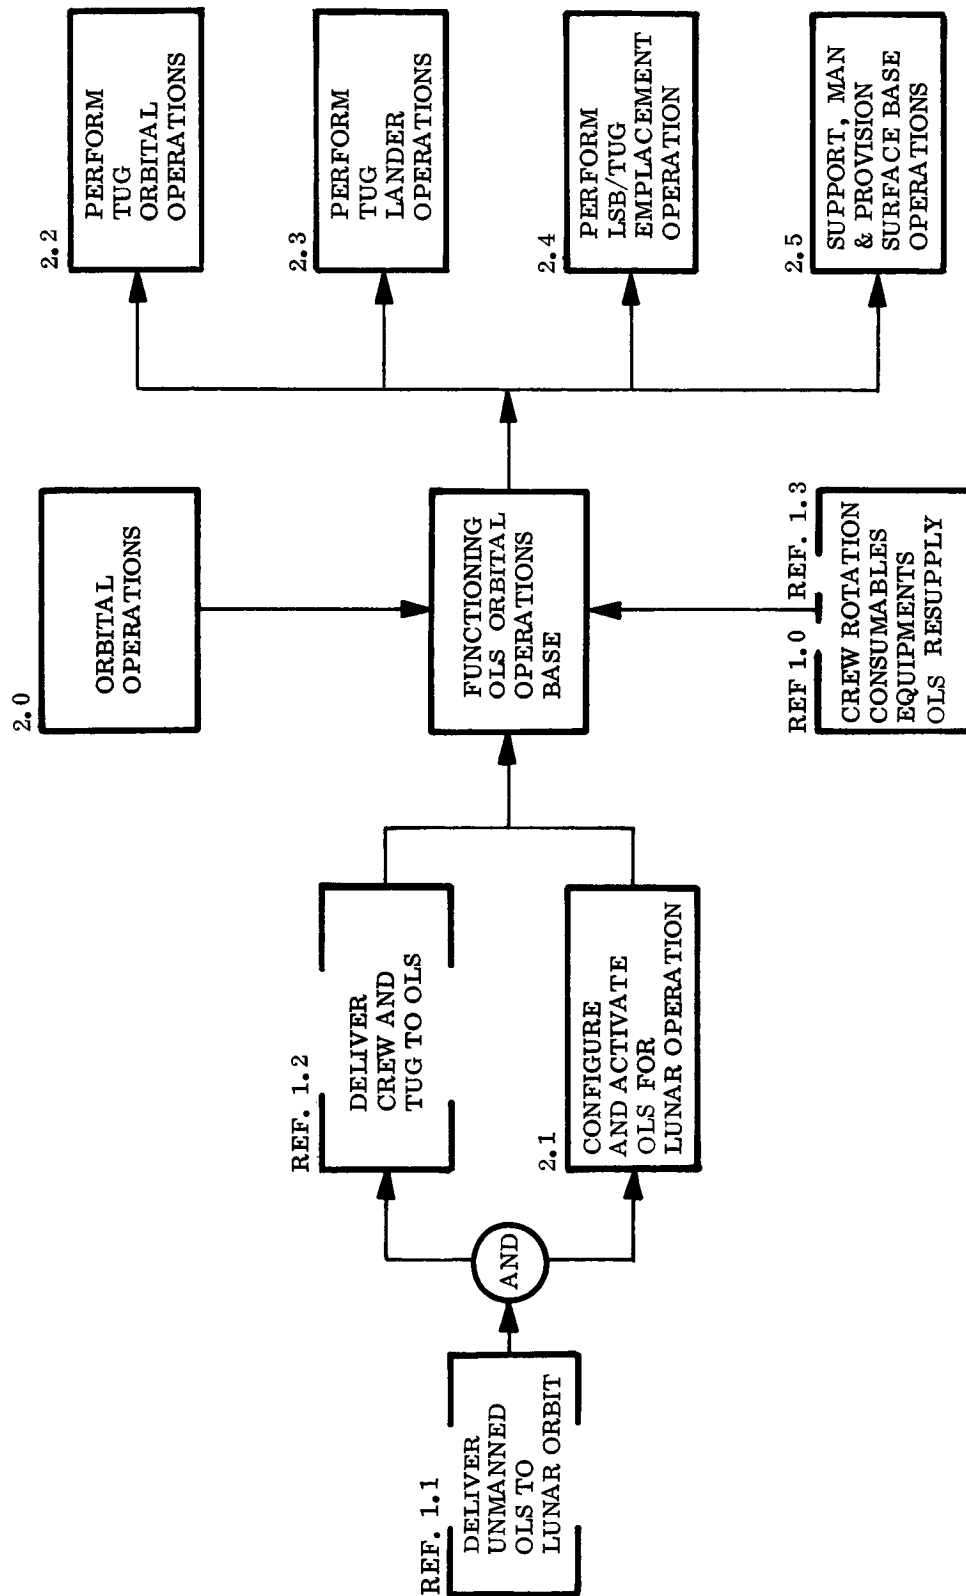 REF. 1.1
DELIVER
UNMANNED
OLS TO
LUNAR ORBIT
AND
REF. 1.2
DELIVER
CREW AND
TUG TO OLS
2.1
CONFIGURE
AND ACTIVATE
OLS FOR
LUNAR OPERATION
2.0
ORBITAL
OPERATIONS
FUNCTIONING
OLS ORBITAL
OPERATIONS
BASE
REF 1.0 REF. 1.3
CREW ROTATION
CONSUMABLES
EQUIPMENTS
OLS RESUPPLY
2.2
PERFORM
TUG
ORBITAL
OPERATIONS
2.3
PERFORM
TUG
LANDER
OPERATIONS
2.4
PERFORM
LSB/TUG
EMPLACEMENT
OPERATION
2.5
SUPPORT, MAN
& PROVISION
SURFACE BASE
OPERATIONS